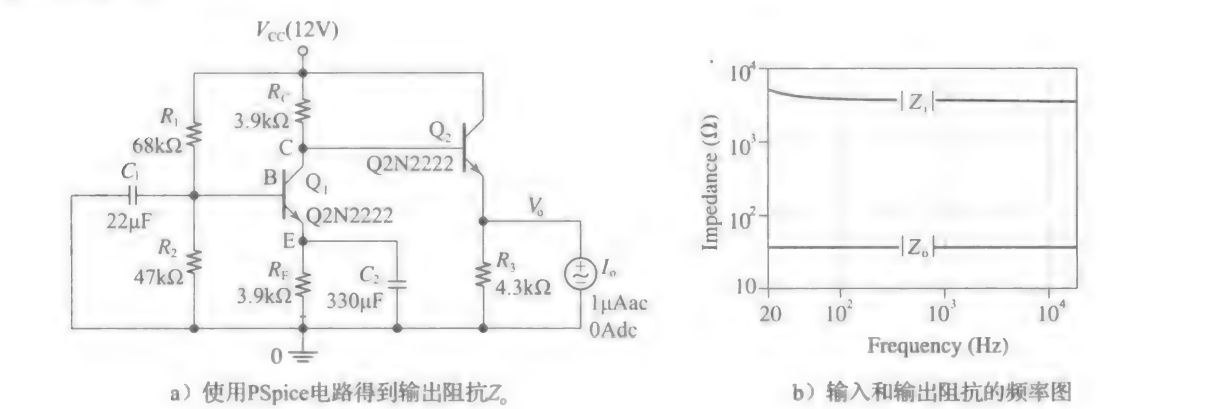 V_CC(12V)
R_C
3.9kΩ
R_1
68kΩ
C
Q_2
Q2N2222
C_1
22μF
B
Q_1
Q2N2222
V_o
R_2
47kΩ
E
R_E
3.9kΩ
C_2
330μF
R_3
4.3kΩ
I_o
1μAac
0Adc
0
a）使用PSpice电路得到输出阻抗Z_o
Impedance (Ω)
10^4
10^3
10^2
10
|Z_i|
|Z_o|
20
10^2
10^3
10^4
Frequency (Hz)
b）输入和输出阻抗的频率图